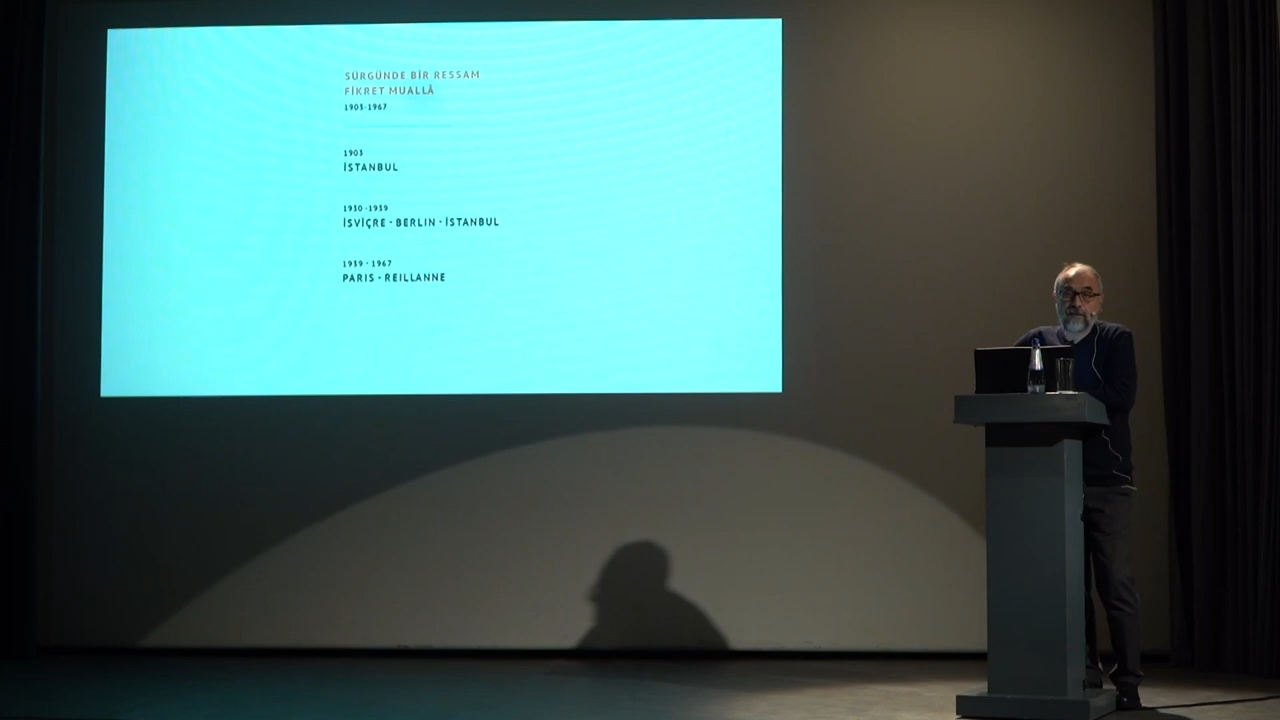 SÜRGÜNDE BİR RESSAM
FİKRET MUALLÂ
1903-1967
1903
İSTANBUL
1930 - 1939
İSVİÇRE - BERLIN - İSTANBUL
1939 - 1967
PARIS - REILLANNE